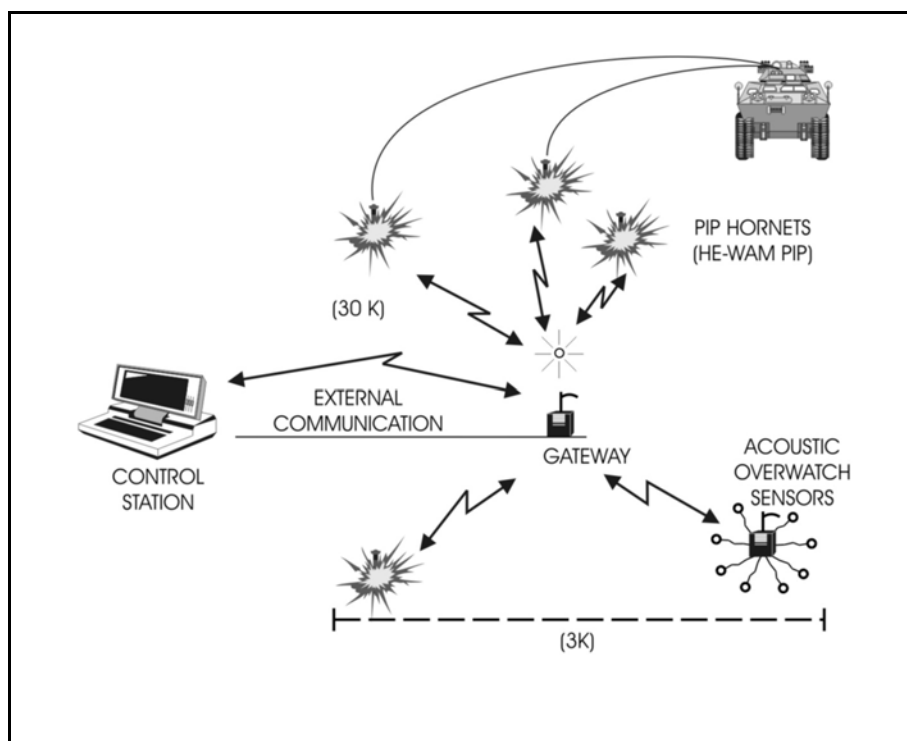 PIP HORNETS
(HE-WAM PIP)
(30 K)
EXTERNAL
COMMUNICATION
CONTROL
STATION
GATEWAY
ACOUSTIC
OVERWATCH
SENSORS
(3K)